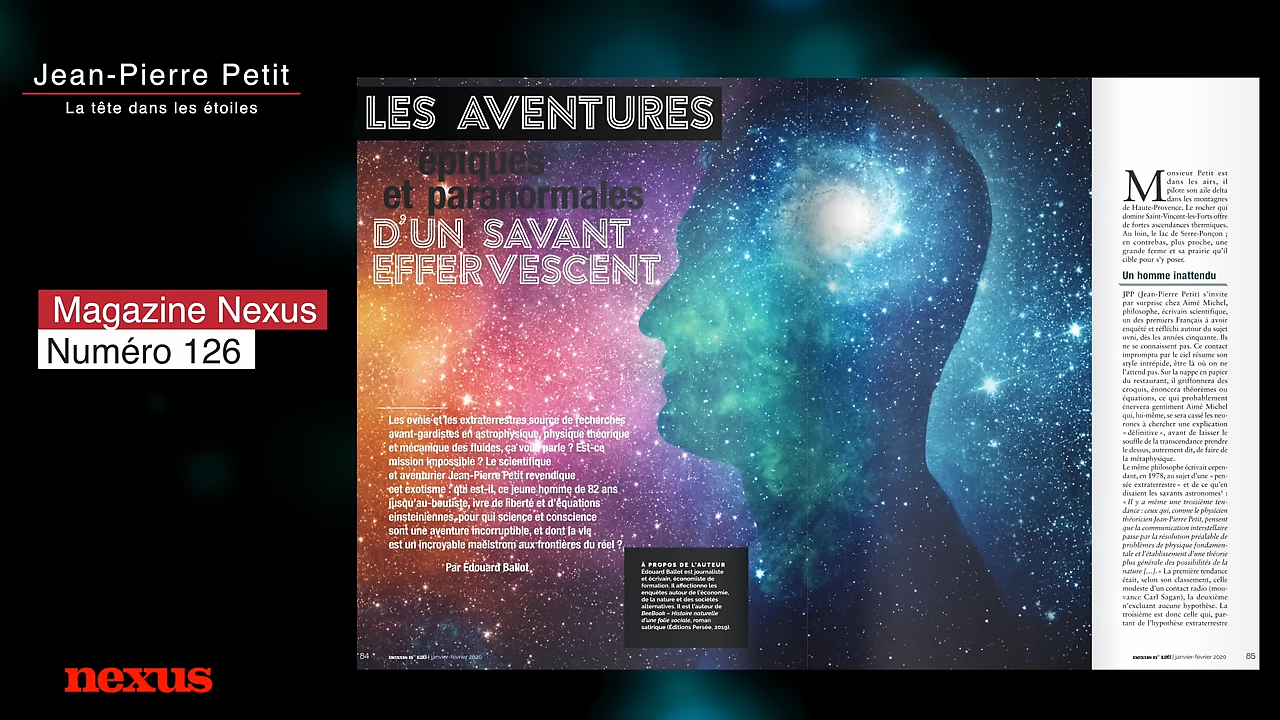 Jean-Pierre Petit
La tête dans les étoiles
Magazine Nexus
Numéro 126
nexus
LES AVENTURES
épiques
et paranormales
D'UN SAVANT
EFFERVESCENT
Les ovnis et les extraterrestres source de recherches
avant-gardistes en astrophysique, physique théorique
et mécanique des fluides, ça vous parle ? Est-ce
mission impossible ? Le scientifique
et aventurier Jean-Pierre Petit revendique
cet exotisme : qui est-il, ce jeune homme de 82 ans
jusqu'au-boutiste, ivre de liberté et d'équations
einsteiniennes, pour qui science et conscience
sont une aventure incorruptible, et dont la vie
est un incroyable maëlstrom aux frontières du réel ?
Par Édouard Ballot
À PROPOS DE L'AUTEUR
Édouard Ballot est journaliste
et écrivain, économiste de
formation. Il affectionne les
enquêtes autour de l'économie,
de la nature et des sociétés
alternatives. Il est l'auteur de
BeeBook – Histoire naturelle
d'une folie sociale, roman
satirique (Éditions Persée, 2019).
84
nexus n° 126 | janvier-février 2020
Monsieur Petit est
dans les airs, il
pilote son aile delta
dans les montagnes
de Haute-Provence. Le rocher qui
domine Saint-Vincent-les-Forts offre
de fortes ascendances thermiques.
Au loin, le lac de Serre-Ponçon ;
en contrebas, plus proche, une
grande ferme et sa prairie qu'il
cible pour s'y poser.
Un homme inattendu
JPP (Jean-Pierre Petit) s'invite
par surprise chez Aimé Michel,
philosophe, écrivain scientifique,
un des premiers Français à avoir
enquêté et réfléchi autour du sujet
ovni, dès les années cinquante. Ils
ne se connaissent pas. Ce contact
impromptu par le ciel résume son
style intrépide, être là où on ne
l'attend pas. Sur la nappe en papier
du restaurant, il griffonnera des
croquis, énoncera théorèmes ou
équations, ce qui probablement
énervera gentiment Aimé Michel
qui, lui-même, se sera cassé les neu-
rones à chercher une explication
« définitive », avant de laisser le
souffle de la transcendance prendre
le dessus, autrement dit, de faire de
la métaphysique.
Le même philosophe écrivait cepen-
dant, en 1978, au sujet d'une « pen-
sée extraterrestre » et de ce qu'en
disaient les savants astronomes¹ :
« Il y a même une troisième ten-
dance : ceux qui, comme le physicien
théoricien Jean-Pierre Petit, pensent
que la communication interstellaire
passe par la résolution préalable de
problèmes de physique fondamen-
tale et l'établissement d'une théorie
plus générale des possibilités de la
nature [...]. » La première tendance
était, selon son classement, celle
modeste d'un contact radio (mou-
vance Carl Sagan), la deuxième
n'excluant aucune hypothèse. La
troisième est donc celle qui, par-
tant de l'hypothèse extraterrestre
nexus n° 126 | janvier-février 2020
85